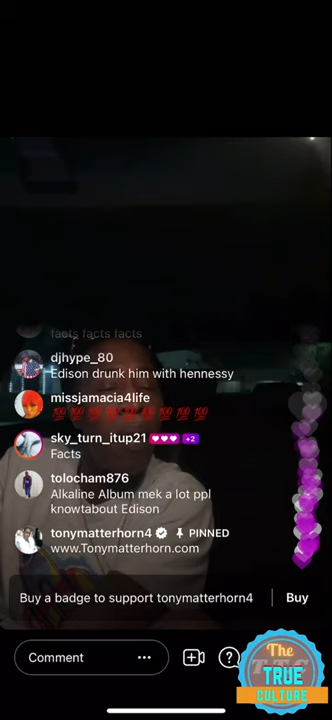 facts facts facts
djhype_80
Edison drunk him with hennessy
missjamacia4life
💯💯💯💯💯💯💯💯💯
sky_turn_itup21 +2
Facts
tolocham876
Alkaline Album mek a lot ppl
knowtabout Edison
tonymatterhorn4 PINNED
www.Tonymatterhorn.com
Buy a badge to support tonymatterhorn4 Buy
Comment
The
TRUE
CULTURE